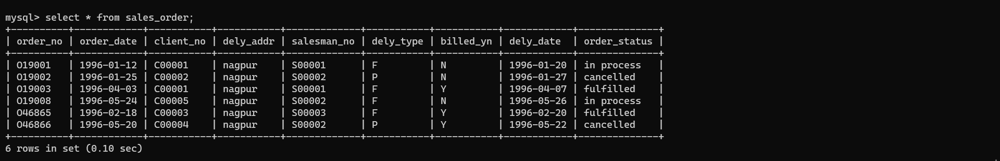 mysql> select * from sales_order;
+----------+------------+-----------+-----------+-------------+-----------+-----------+------------+--------------+
| order_no | order_date | client_no | dely_addr | salesman_no | dely_type | billed_yn | dely_date  | order_status |
+----------+------------+-----------+-----------+-------------+-----------+-----------+------------+--------------+
| O19001   | 1996-01-12 | C00001    | nagpur    | S00001      | F         | N         | 1996-01-20 | in process   |
| O19002   | 1996-01-25 | C00002    | nagpur    | S00002      | P         | N         | 1996-01-27 | cancelled    |
| O19003   | 1996-04-03 | C00001    | nagpur    | S00001      | F         | Y         | 1996-04-07 | fulfilled    |
| O19008   | 1996-05-24 | C00005    | nagpur    | S00002      | F         | N         | 1996-05-26 | in process   |
| O46865   | 1996-02-18 | C00003    | nagpur    | S00003      | F         | Y         | 1996-02-20 | fulfilled    |
| O46866   | 1996-05-20 | C00004    | nagpur    | S00002      | P         | Y         | 1996-05-22 | cancelled    |
+----------+------------+-----------+-----------+-------------+-----------+-----------+------------+--------------+
6 rows in set (0.10 sec)